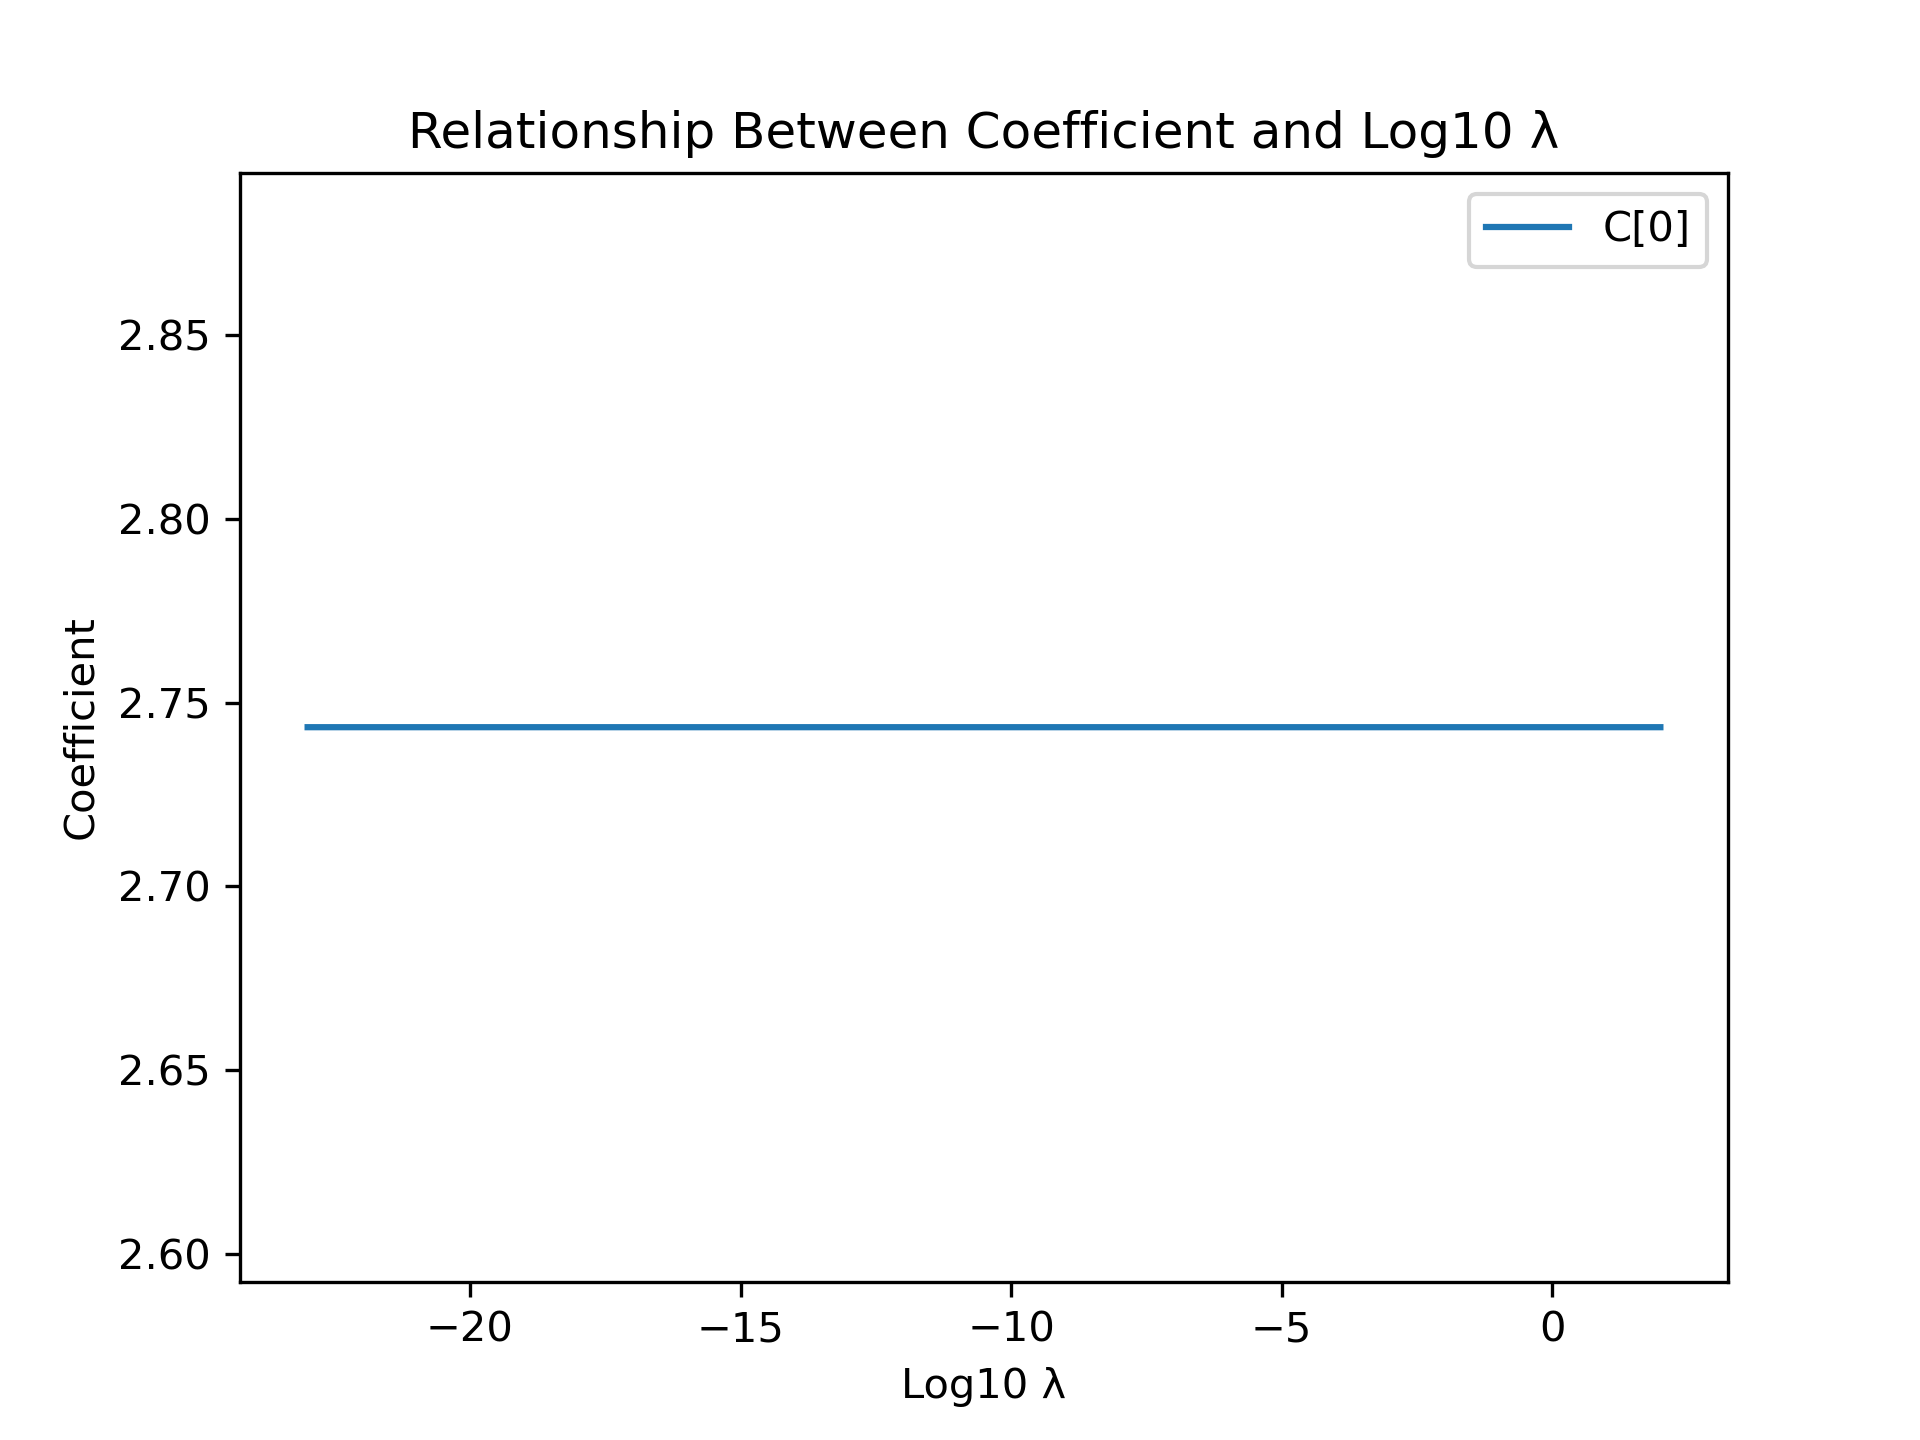 Relationship Between Coefficient and Log10 λ
C[0]
Coefficient
2.85
2.80
2.75
2.70
2.65
2.60
−20 −15 −10 −5 0
Log10 λ